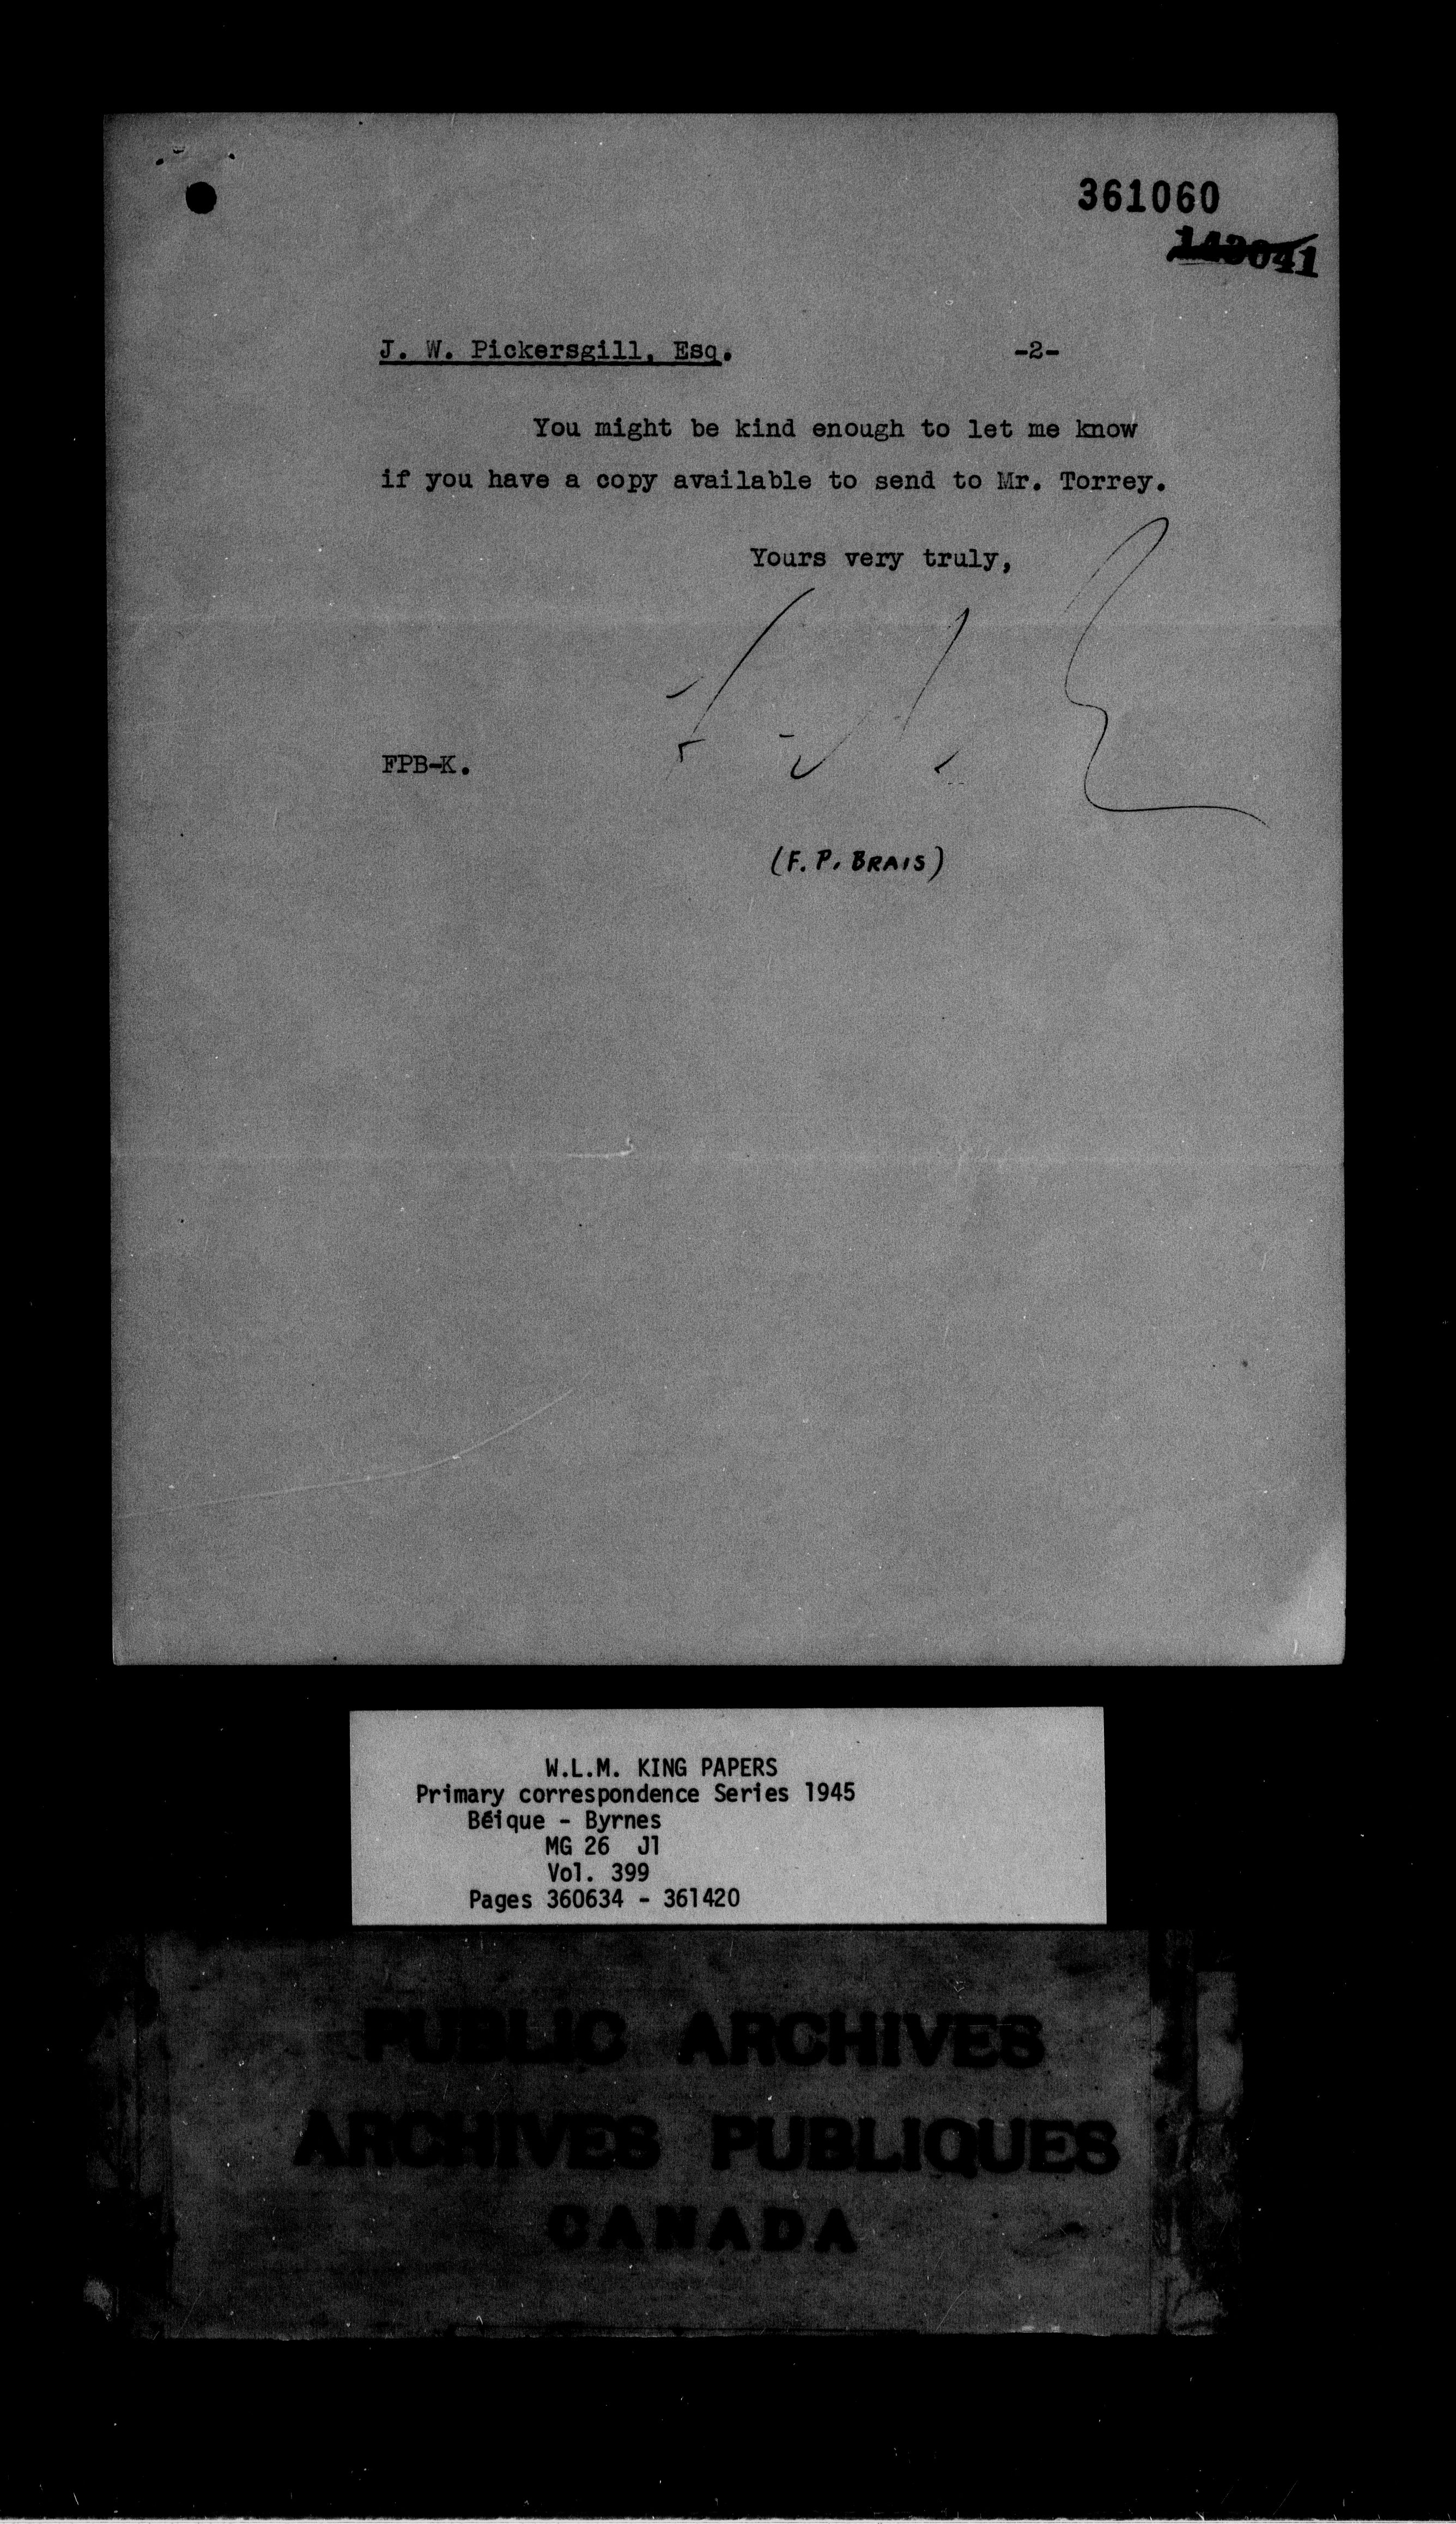 361060
J. W. Pickersgill, Esq. -2-
You might be kind enough to let me know
if you have a copy available to send to Mr. Torrey.
Yours very truly,
FPB-K.
(F. P. BRAIS)
W.L.M. KING PAPERS
Primary correspondence Series 1945
Béique - Byrnes
MG 26 J1
Vol. 399
Pages 360634 - 361420
PUBLIC ARCHIVES
ARCHIVES PUBLIQUES
CANADA